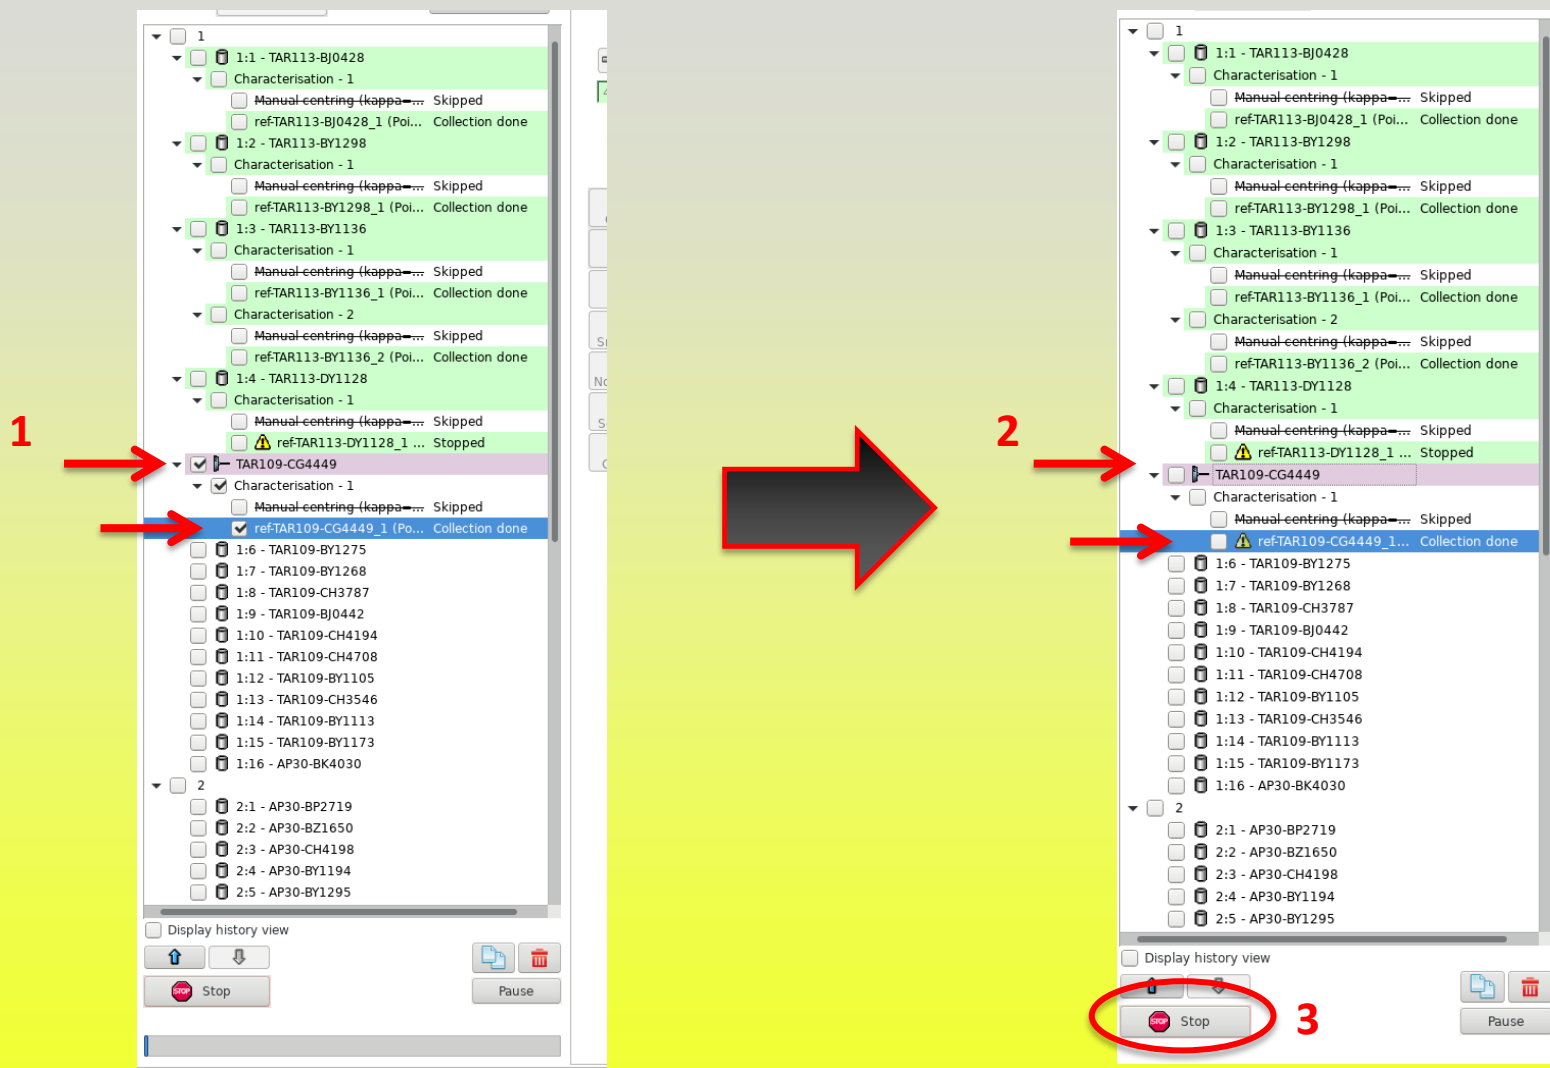 1
1:1 - TAR113-BJ0428
Characterisation - 1
Manual centring (kappa=... Skipped
ref-TAR113-BJ0428_1 (Poi... Collection done
1:2 - TAR113-BY1298
Characterisation - 1
Manual centring (kappa=... Skipped
ref-TAR113-BY1298_1 (Poi... Collection done
1:3 - TAR113-BY1136
Characterisation - 1
Manual centring (kappa=... Skipped
ref-TAR113-BY1136_1 (Poi... Collection done
Characterisation - 2
Manual centring (kappa=... Skipped
ref-TAR113-BY1136_2 (Poi... Collection done
1:4 - TAR113-DY1128
Characterisation - 1
Manual centring (kappa=... Skipped
1
ref-TAR113-DY1128_1 ... Stopped
TAR109-CG4449
Characterisation - 1
Manual centring (kappa=... Skipped
ref-TAR109-CG4449_1 (Po... Collection done
1:6 - TAR109-BY1275
1:7 - TAR109-BY1268
1:8 - TAR109-CH3787
1:9 - TAR109-BJ0442
1:10 - TAR109-CH4194
1:11 - TAR109-CH4708
1:12 - TAR109-BY1105
1:13 - TAR109-CH3546
1:14 - TAR109-BY1113
1:15 - TAR109-BY1173
1:16 - AP30-BK4030
2
2:1 - AP30-BP2719
2:2 - AP30-BZ1650
2:3 - AP30-CH4198
2:4 - AP30-BY1194
2:5 - AP30-BY1295
Display history view
STOP Stop
Pause
1
1:1 - TAR113-BJ0428
Characterisation - 1
Manual centring (kappa=... Skipped
ref-TAR113-BJ0428_1 (Poi... Collection done
1:2 - TAR113-BY1298
Characterisation - 1
Manual centring (kappa=... Skipped
ref-TAR113-BY1298_1 (Poi... Collection done
1:3 - TAR113-BY1136
Characterisation - 1
Manual centring (kappa=... Skipped
ref-TAR113-BY1136_1 (Poi... Collection done
Characterisation - 2
Manual centring (kappa=... Skipped
ref-TAR113-BY1136_2 (Poi... Collection done
1:4 - TAR113-DY1128
Characterisation - 1
Manual centring (kappa=... Skipped
2
ref-TAR113-DY1128_1 ... Stopped
TAR109-CG4449
Characterisation - 1
Manual centring (kappa=... Skipped
ref-TAR109-CG4449_1... Collection done
1:6 - TAR109-BY1275
1:7 - TAR109-BY1268
1:8 - TAR109-CH3787
1:9 - TAR109-BJ0442
1:10 - TAR109-CH4194
1:11 - TAR109-CH4708
1:12 - TAR109-BY1105
1:13 - TAR109-CH3546
1:14 - TAR109-BY1113
1:15 - TAR109-BY1173
1:16 - AP30-BK4030
2
2:1 - AP30-BP2719
2:2 - AP30-BZ1650
2:3 - AP30-CH4198
2:4 - AP30-BY1194
2:5 - AP30-BY1295
Display history view
STOP Stop
3
Pause